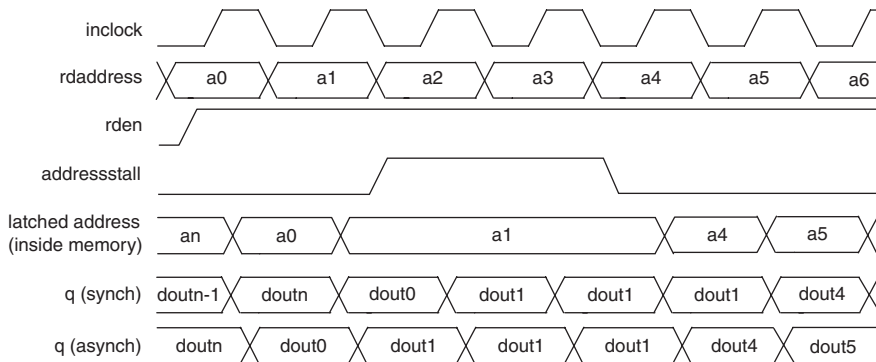 inclock
rdaddress a0 a1 a2 a3 a4 a5 a6
rden
addressstall
latched address
(inside memory) an a0 a1 a4 a5
q (synch) doutn-1 doutn dout0 dout1 dout1 dout1 dout4
q (asynch) doutn dout0 dout1 dout1 dout1 dout4 dout5